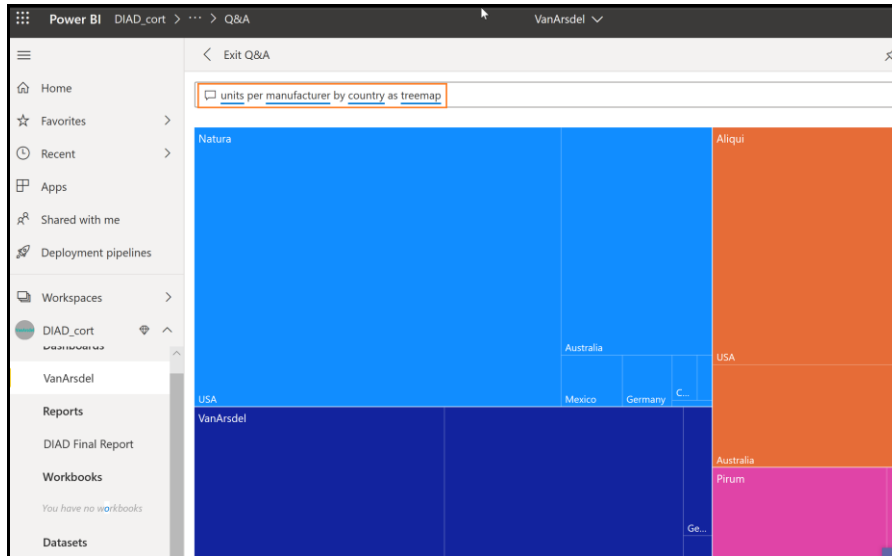 Power BI DIAD_cort > ··· > Q&A
VanArsdel
Exit Q&A
units per manufacturer by country as treemap
Home
Favorites
Recent
Apps
Shared with me
Deployment pipelines
Workspaces
DIAD_cort
Dashboards
VanArsdel
Reports
DIAD Final Report
Workbooks
You have no workbooks
Datasets
Natura
USA
Australia
Mexico
Germany
C...
VanArsdel
Ge...
Aliqui
USA
Australia
Pirum